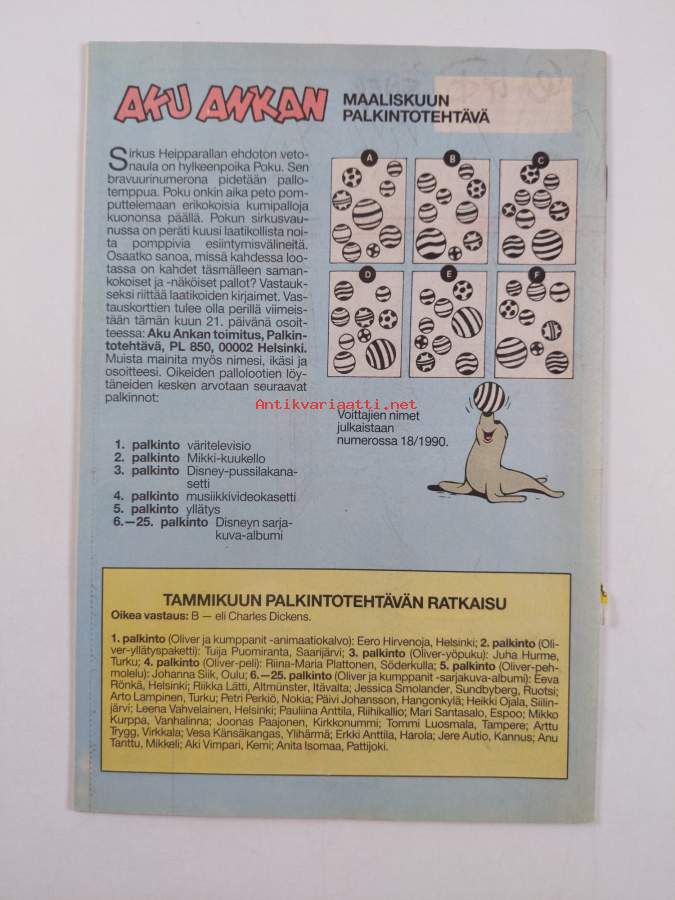 AKU ANKAN
MAALISKUUN
PALKINTOTEHTÄVÄ
Sirkus Heipparallan ehdoton veto-
naula on hylkeenpoika Poku. Sen
bravuurinumerona pidetään pallo-
temppua. Poku onkin aika peto pom-
puttelemaan erikokoisia kumipalloja
kuononsa päällä. Pokun sirkusvau-
nussa on peräti kuusi laatikollista noi-
ta pomppivia esiintymisvälineitä.
Osaatko sanoa, missä kahdessa loo-
tassa on kahdet täsmälleen saman-
kokoiset ja -näköiset pallot? Vastauk-
seksi riittää laatikoiden kirjaimet. Vas-
tauskorttien tulee olla perillä viimeis-
tään tämän kuun 21. päivänä osoit-
teessa: Aku Ankan toimitus, Palkin-
totehtävä, PL 850, 00002 Helsinki.
Muista mainita myös nimesi, ikäsi ja
osoitteesi. Oikeiden pallolootien löy-
täneiden kesken arvotaan seuraavat
palkinnot:
1. palkinto väritelevisio
2. palkinto Mikki-kuukello
3. palkinto Disney-pussilakana-
setti
4. palkinto musiikkivideokasetti
5. palkinto yllätys
6.—25. palkinto Disneyn sarja-
kuva-albumi
A
B
C
D
E
F
Antikvariaatti.net
Voittajien nimet
julkaistaan
numerossa 18/1990.
TAMMIKUUN PALKINTOTEHTÄVÄN RATKAISU
Oikea vastaus: B — eli Charles Dickens.
1. palkinto (Oliver ja kumppanit -animaatiokalvo): Eero Hirvenoja, Helsinki; 2. palkinto (Oli-
ver-yllätyspaketti): Tuija Puomiranta, Saarijärvi; 3. palkinto (Oliver-yöpuku): Juha Hurme,
Turku; 4. palkinto (Oliver-peli): Riina-Maria Plattonen, Söderkulla; 5. palkinto (Oliver-peh-
molelu): Johanna Siik, Oulu; 6.—25. palkinto (Oliver ja kumppanit -sarjakuva-albumi): Eeva
Rönkä, Helsinki; Riikka Lätti, Altmünster, Itävalta; Jessica Smolander, Sundbyberg, Ruotsi;
Arto Lampinen, Turku; Petri Perkiö, Nokia; Päivi Johansson, Hangonkylä; Heikki Ojala, Siilin-
järvi; Leena Vahvelainen, Helsinki; Pauliina Anttila, Riihikallio; Mari Santasalo, Espoo; Mikko
Kurppa, Vanhalinna; Joonas Paajonen, Kirkkonummi; Tommi Luosmala, Tampere; Arttu
Trygg, Virkkala; Vesa Känsäkangas, Ylihärmä; Erkki Anttila, Harola; Jere Autio, Kannus; Anu
Tarittu, Mikkeli; Aki Vimpari, Kemi; Anita Isomaa, Pattijoki.